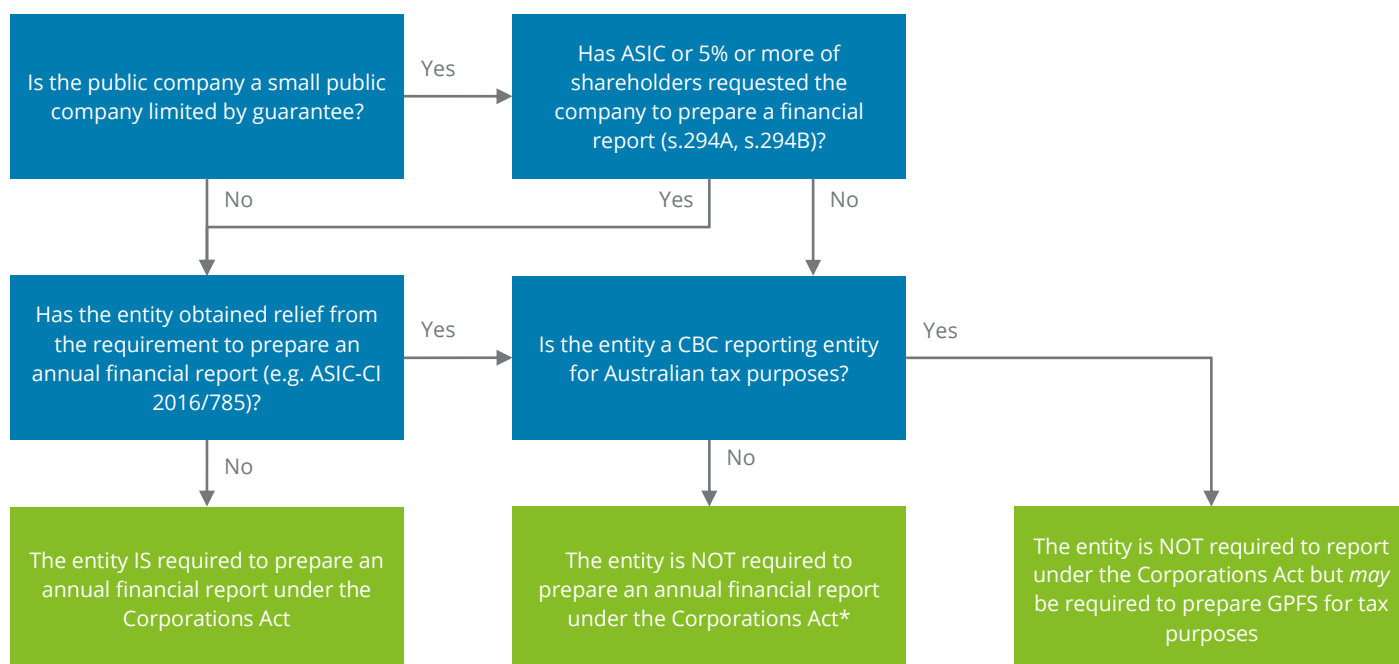 Is the public company a small public
company limited by guarantee?
Yes
Has ASIC or 5% or more of
shareholders requested the
company to prepare a financial
report (s.294A, s.294B)?
No
Yes
No
Has the entity obtained relief from
the requirement to prepare an
annual financial report (e.g. ASIC-CI
2016/785)?
Yes
Is the entity a CBC reporting entity
for Australian tax purposes?
Yes
No
No
The entity IS required to prepare an
annual financial report under the
Corporations Act
The entity is NOT required to
prepare an annual financial report
under the Corporations Act*
The entity is NOT required to report
under the Corporations Act but may
be required to prepare GPFS for tax
purposes